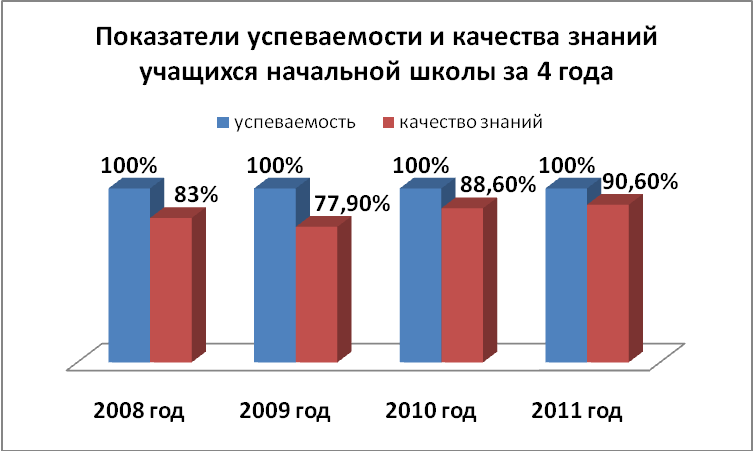 Показатели успеваемости и качества знаний
учащихся начальной школы за 4 года
успеваемость качество знаний
100% 83% 100% 77,90% 100% 88,60% 100% 90,60%
2008 год 2009 год 2010 год 2011 год